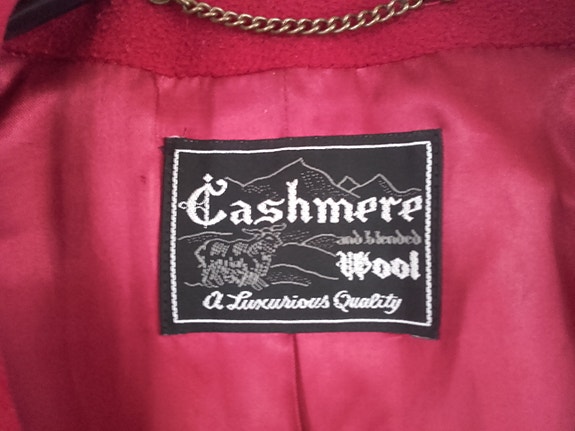 Cashmere
and blended
Wool
A Luxurious Quality